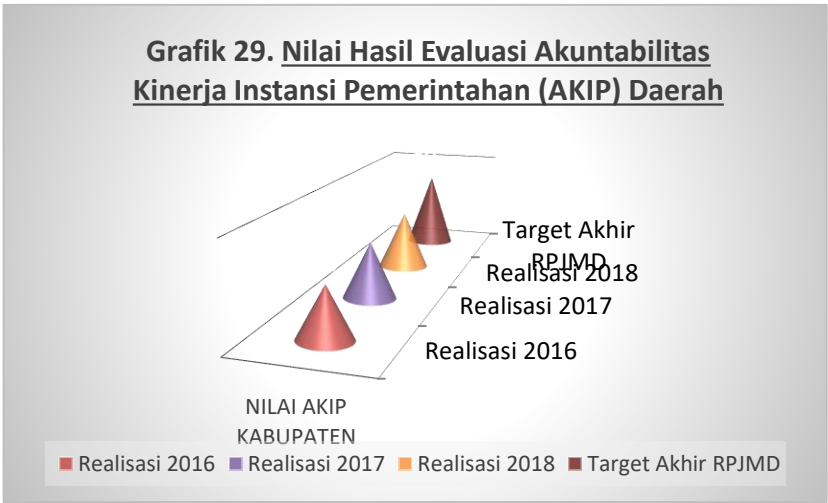 Grafik 29. Nilai Hasil Evaluasi Akuntabilitas
Kinerja Instansi Pemerintahan (AKIP) Daerah
Target Akhir
RPJMD
Realisasi 2018
Realisasi 2017
Realisasi 2016
NILAI AKIP
KABUPATEN
Realisasi 2016 Realisasi 2017 Realisasi 2018 Target Akhir RPJMD